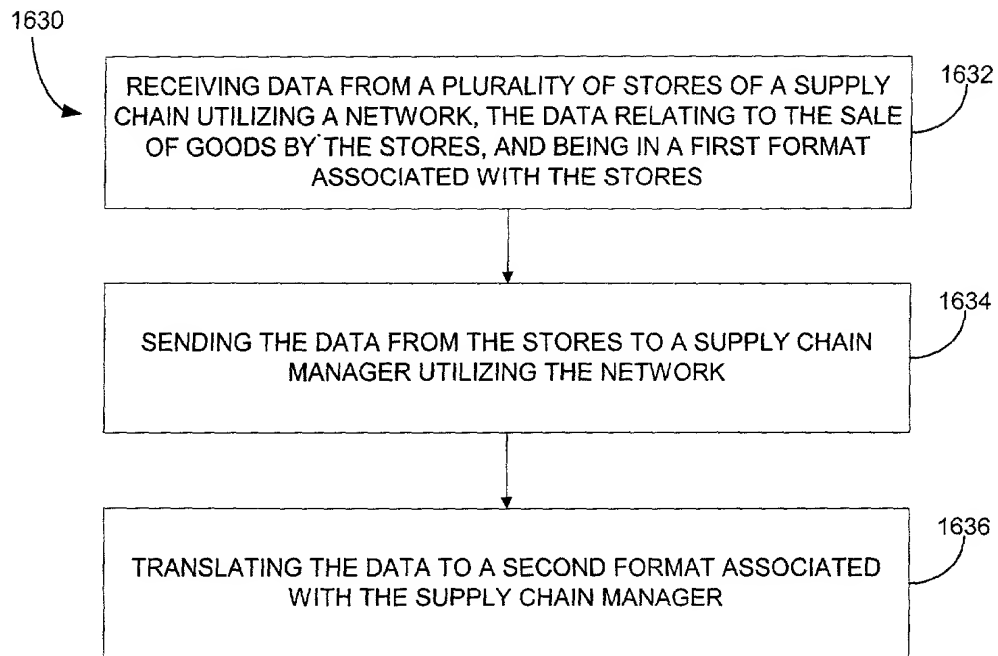 1630
1632
RECEIVING DATA FROM A PLURALITY OF STORES OF A SUPPLY
CHAIN UTILIZING A NETWORK, THE DATA RELATING TO THE SALE
OF GOODS BY THE STORES, AND BEING IN A FIRST FORMAT
ASSOCIATED WITH THE STORES
1634
SENDING THE DATA FROM THE STORES TO A SUPPLY CHAIN
MANAGER UTILIZING THE NETWORK
1636
TRANSLATING THE DATA TO A SECOND FORMAT ASSOCIATED
WITH THE SUPPLY CHAIN MANAGER